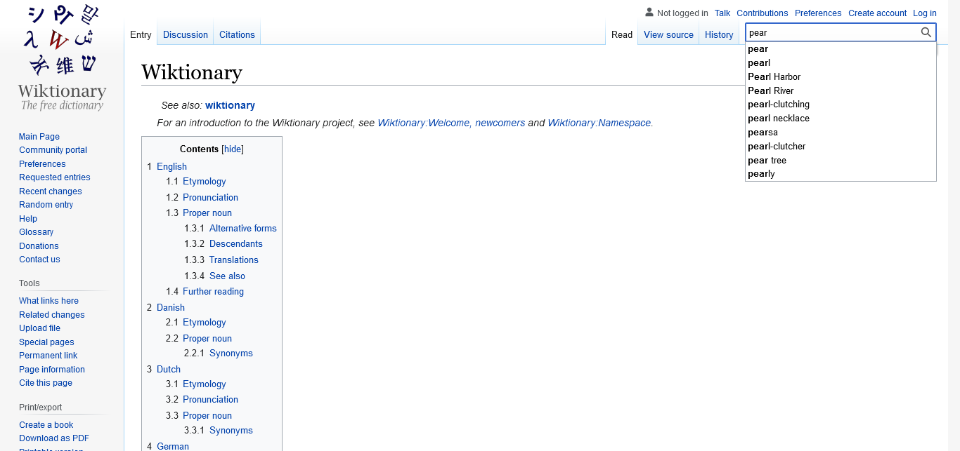 Not logged in Talk Contributions Preferences Create account Log in
Entry Discussion Citations Read View source History
pear
pear
pearl
Pearl Harbor
Pearl River
pearl-clutching
pearl necklace
pearsa
pearl-clutcher
pear tree
pearly
Wiktionary
The free dictionary
Main Page
Community portal
Preferences
Requested entries
Recent changes
Random entry
Help
Glossary
Donations
Contact us
Tools
What links here
Related changes
Upload file
Special pages
Permanent link
Page information
Cite this page
Print/export
Create a book
Download as PDF
Printable version
Wiktionary
See also: wiktionary
For an introduction to the Wiktionary project, see Wiktionary:Welcome, newcomers and Wiktionary:Namespace.
Contents [hide]
1 English
1.1 Etymology
1.2 Pronunciation
1.3 Proper noun
1.3.1 Alternative forms
1.3.2 Descendants
1.3.3 Translations
1.3.4 See also
1.4 Further reading
2 Danish
2.1 Etymology
2.2 Proper noun
2.2.1 Synonyms
3 Dutch
3.1 Etymology
3.2 Pronunciation
3.3 Proper noun
3.3.1 Synonyms
4 German